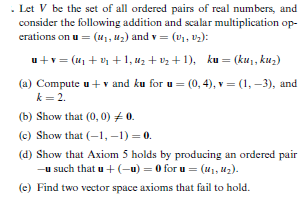 . Let V be the set of all ordered pairs of real numbers, and
consider the following addition and scalar multiplication op-
erations on u = (u₁, u₂) and v = (v₁, v₂):
u + v = (u₁ + v₁ + 1, u₂ + v₂ + 1), ku = (ku₁, ku₂)
(a) Compute u + v and ku for u = (0, 4), v = (1, −3), and
k = 2.
(b) Show that (0, 0) ≠ 0.
(c) Show that (−1, −1) = 0.
(d) Show that Axiom 5 holds by producing an ordered pair
−u such that u + (−u) = 0 for u = (u₁, u₂).
(e) Find two vector space axioms that fail to hold.